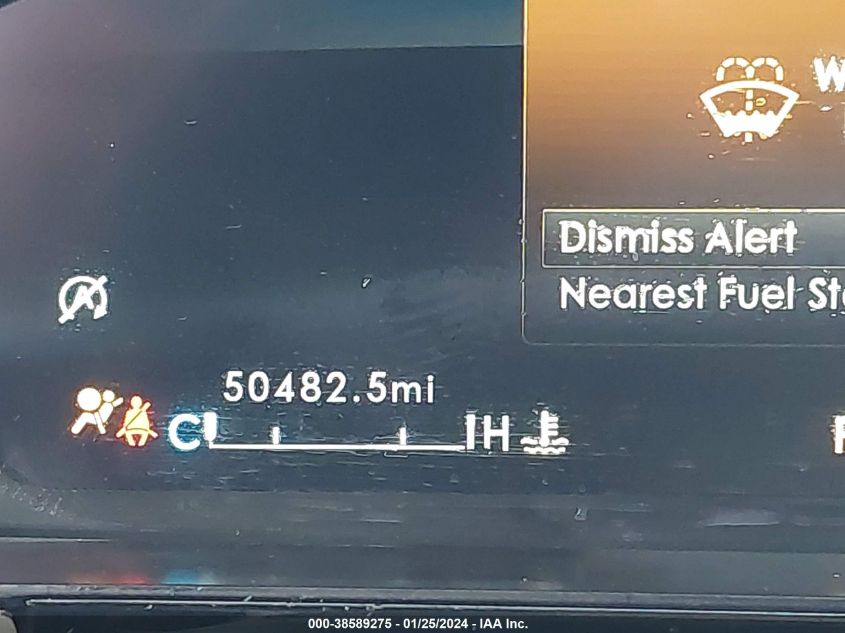 W
Dismiss Alert
Nearest Fuel St
50482.5mi
C H
000-38589275 - 01/25/2024 - IAA Inc.